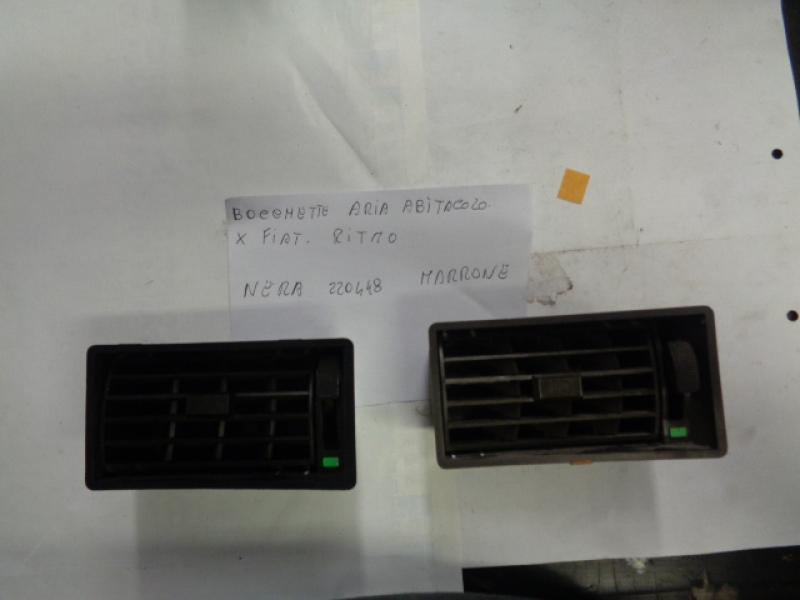 BOCCHETTE ARIA ABITACOLO
X FIAT. RITMO
NERA 220448 MARRONE